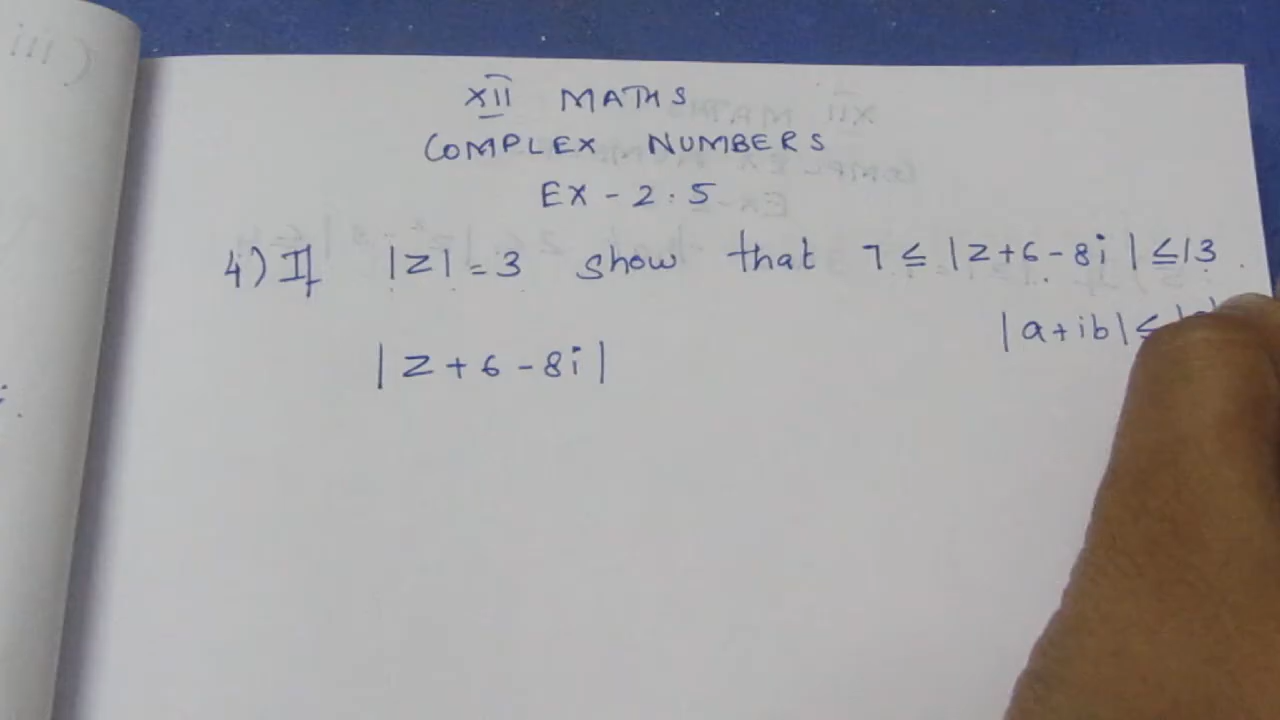 XII MATHS
COMPLEX NUMBERS
EX - 2.5
4) If |z| = 3 show that 7 ≤ |z+6-8i| ≤ 13
|a+ib| ≤
|z+6-8i|